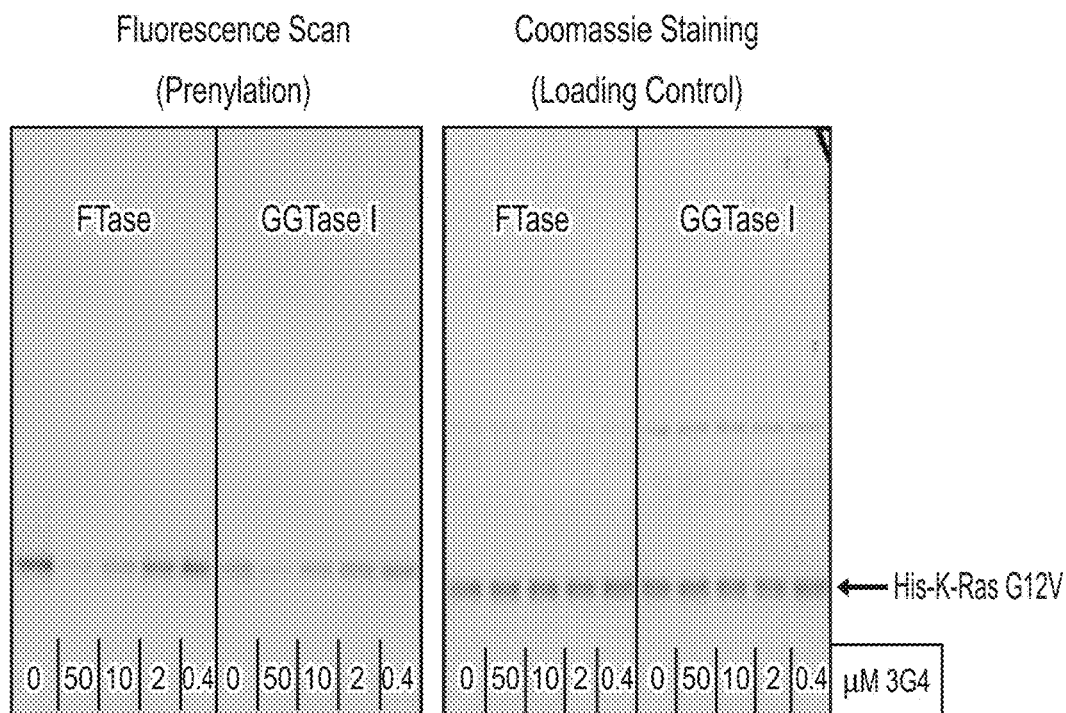 Fluorescence Scan
(Prenylation)
Coomassie Staining
(Loading Control)
FTase
GGTase I
FTase
GGTase I
His-K-Ras G12V
0 50 10 2 0.4 0 50 10 2 0.4
0 50 10 2 0.4 0 50 10 2 0.4
µM 3G4